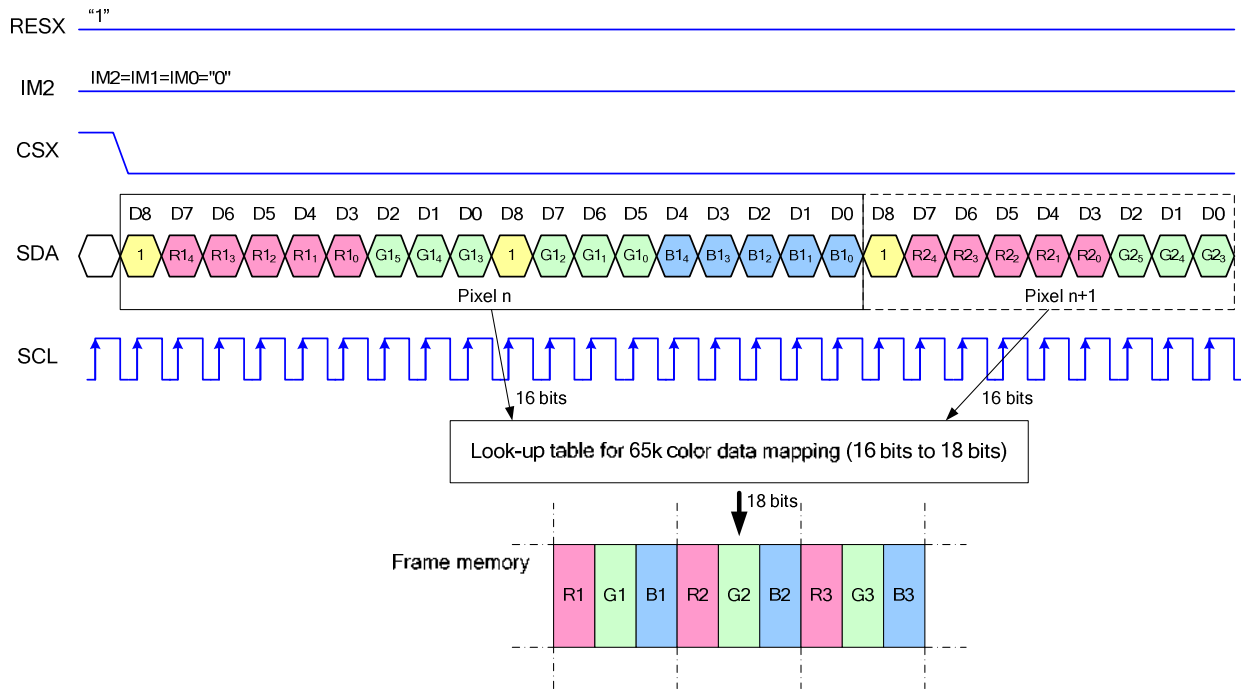 RESX "1"
IM2 IM2=IM1=IM0="0"
CSX
D8 D7 D6 D5 D4 D3 D2 D1 D0 D8 D7 D6 D5 D4 D3 D2 D1 D0 D8 D7 D6 D5 D4 D3 D2 D1 D0
SDA 1 R1₄ R1₃ R1₂ R1₁ R1₀ G1₅ G1₄ G1₃ 1 G1₂ G1₁ G1₀ B1₄ B1₃ B1₂ B1₁ B1₀ 1 R2₄ R2₃ R2₂ R2₁ R2₀ G2₅ G2₄ G2₃
Pixel n Pixel n+1
SCL
16 bits 16 bits
Look-up table for 65k color data mapping (16 bits to 18 bits)
18 bits
Frame memory
R1 G1 B1 R2 G2 B2 R3 G3 B3